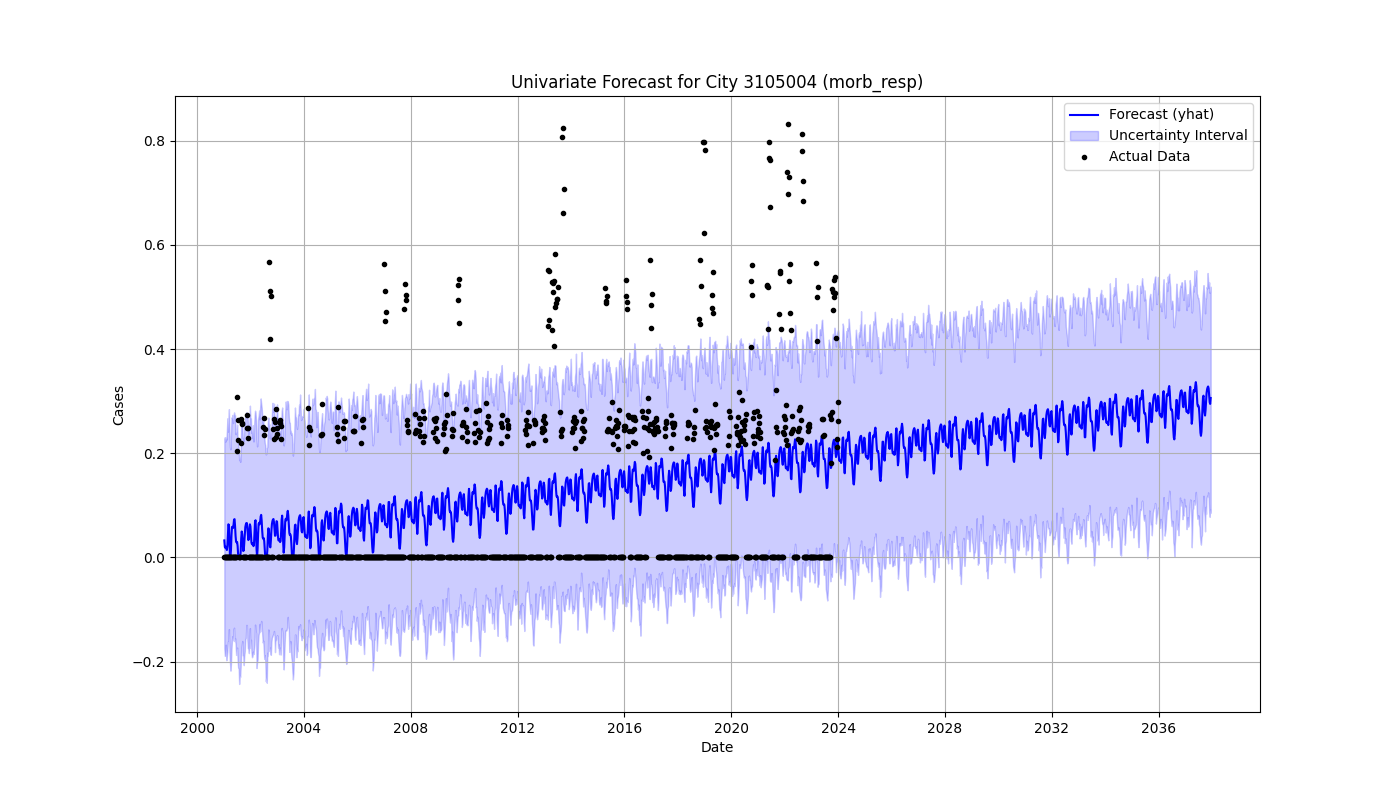 Univariate Forecast for City 3105004 (morb_resp)
Forecast (yhat)
Uncertainty Interval
Actual Data
Cases
0.8
0.6
0.4
0.2
0.0
−0.2
2000 2004 2008 2012 2016 2020 2024 2028 2032 2036
Date